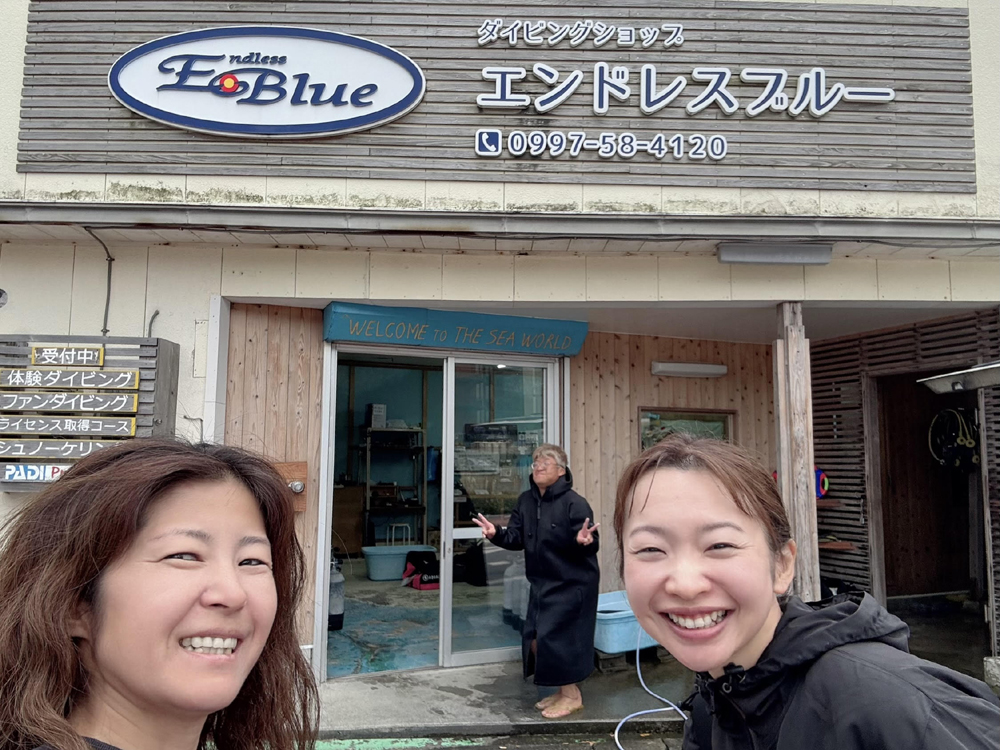 Endless Blue
ダイビングショップ
エンドレスブルー
0997-58-4120
WELCOME TO THE SEA WORLD
受付中
体験ダイビング
ファンダイビング
ライセンス取得コース
シュノーケリン
PADI